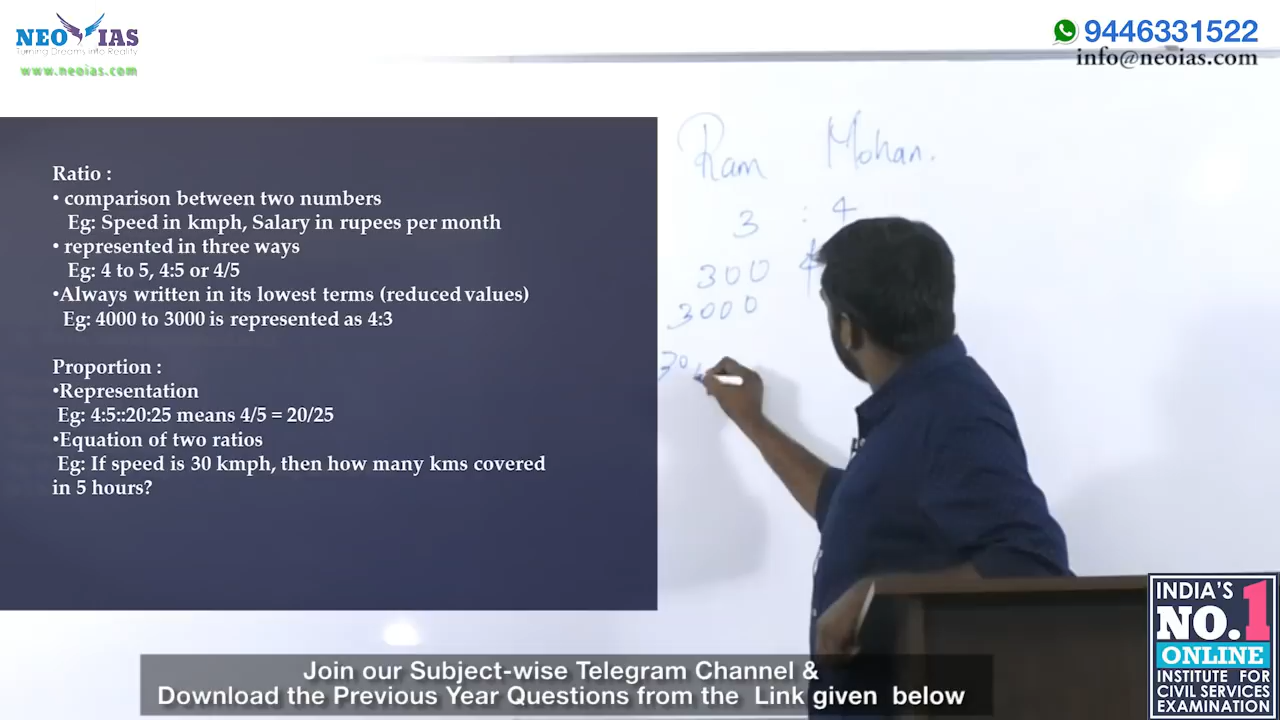 NEO IAS
Turning Dreams into Reality
www.neoias.com
9446331522
info@neoias.com
Ratio :
• comparison between two numbers
Eg: Speed in kmph, Salary in rupees per month
• represented in three ways
Eg: 4 to 5, 4:5 or 4/5
•Always written in its lowest terms (reduced values)
Eg: 4000 to 3000 is represented as 4:3
Proportion :
•Representation
Eg: 4:5::20:25 means 4/5 = 20/25
•Equation of two ratios
Eg: If speed is 30 kmph, then how many kms covered
in 5 hours?
Ram Mohan.
3 : 4
300 4
3000
30
Join our Subject-wise Telegram Channel &
Download the Previous Year Questions from the Link given below
INDIA'S
NO.1
ONLINE
INSTITUTE FOR
CIVIL SERVICES
EXAMINATION